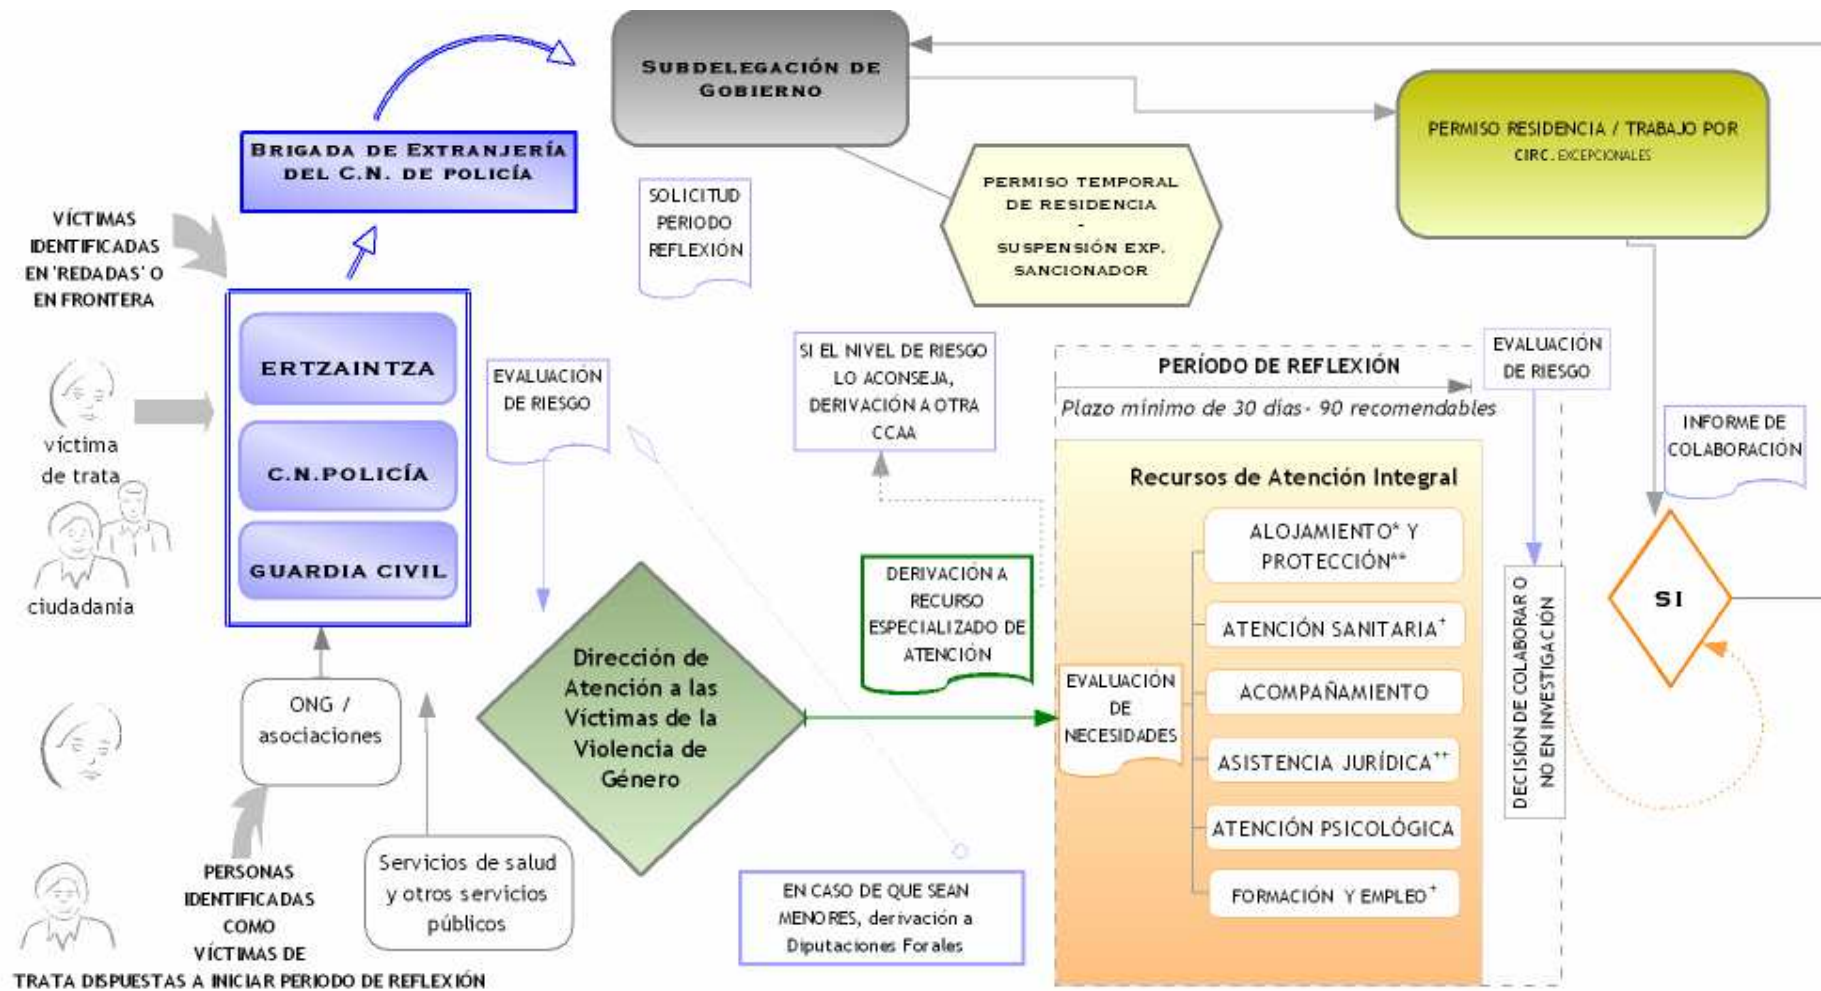 SUBDELEGACIÓN DE
GOBIERNO
PERMISO RESIDENCIA / TRABAJO POR
CIRC. EXCEPCIONALES
BRIGADA DE EXTRANJERÍA
DEL C.N. DE POLICÍA
SOLICITUD
PERIODO
REFLEXIÓN
PERMISO TEMPORAL
DE RESIDENCIA
-
SUSPENSIÓN EXP.
SANCIONADOR
VÍCTIMAS
IDENTIFICADAS
EN 'REDADAS' O
EN FRONTERA
ERTZAINTZA
C.N.POLICÍA
GUARDIA CIVIL
víctima
de trata
ciudadanía
EVALUACIÓN
DE RIESGO
SI EL NIVEL DE RIESGO
LO ACONSEJA,
DERIVACIÓN A OTRA
CCAA
PERÍODO DE REFLEXIÓN
Plazo mínimo de 30 días- 90 recomendables
EVALUACIÓN
DE RIESGO
INFORME DE
COLABORACIÓN
Recursos de Atención Integral
ALOJAMIENTO* Y
PROTECCIÓN**
ATENCIÓN SANITARIA+
ACOMPAÑAMIENTO
ASISTENCIA JURÍDICA++
ATENCIÓN PSICOLÓGICA
FORMACIÓN Y EMPLEO+
DECISIÓN DE COLABORAR O
NO EN INVESTIGACIÓN
SI
DERIVACIÓN A
RECURSO
ESPECIALIZADO DE
ATENCIÓN
EVALUACIÓN
DE
NECESIDADES
Dirección de
Atención a las
Víctimas de la
Violencia de
Género
ONG /
asociaciones
Servicios de salud
y otros servicios
públicos
EN CASO DE QUE SEAN
MENORES, derivación a
Diputaciones Forales
PERSONAS
IDENTIFICADAS
COMO
VÍCTIMAS DE
TRATA DISPUESTAS A INICIAR PERIODO DE REFLEXIÓN